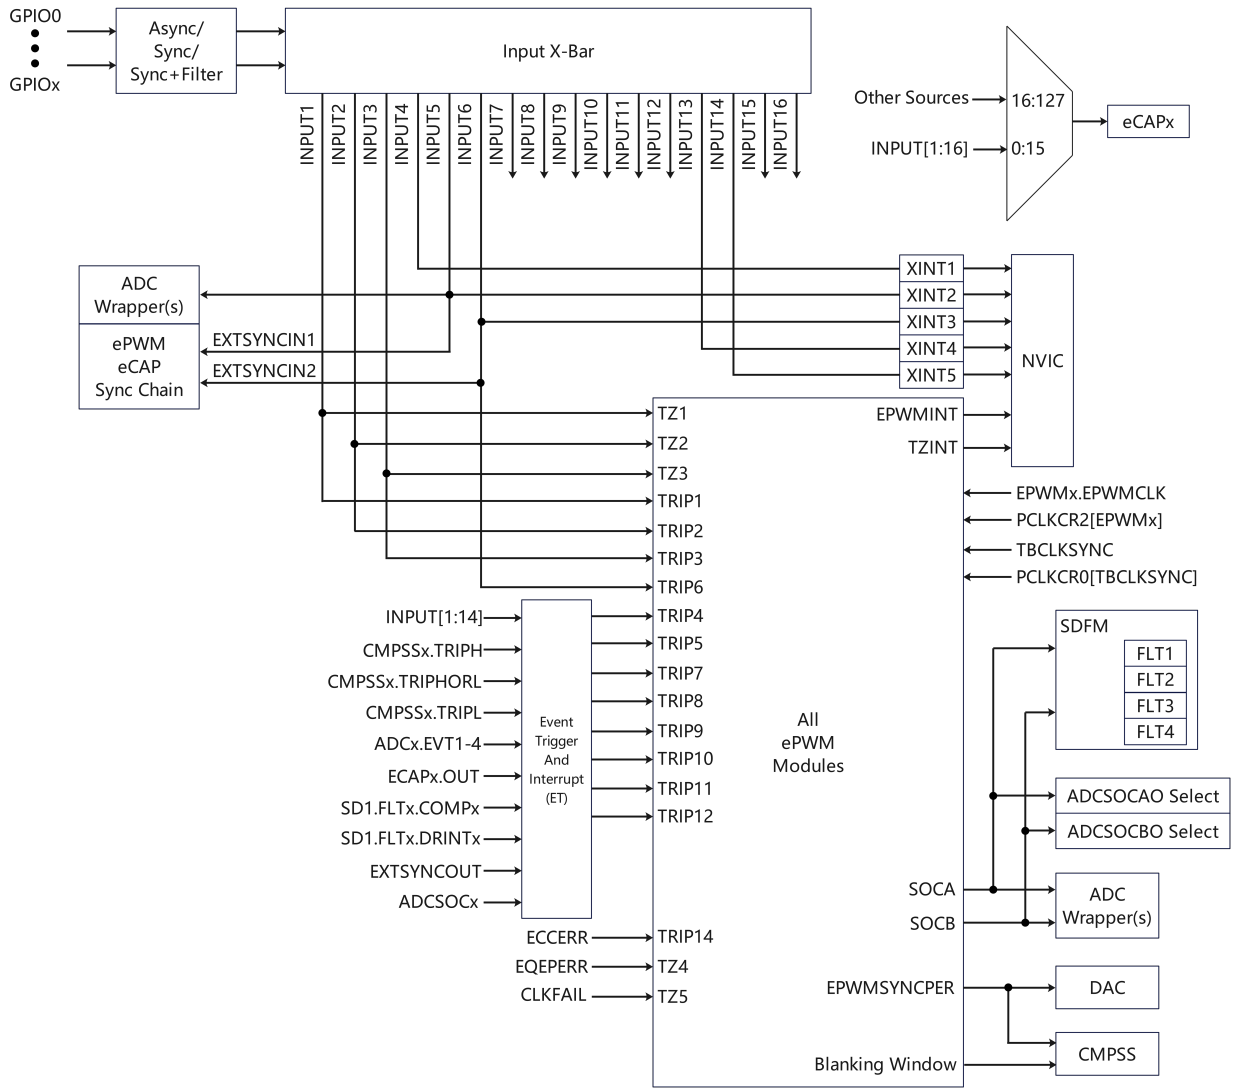 GPIO0
GPIOx
Async/
Sync/
Sync+Filter
Input X-Bar
INPUT1
INPUT2
INPUT3
INPUT4
INPUT5
INPUT6
INPUT7
INPUT8
INPUT9
INPUT10
INPUT11
INPUT12
INPUT13
INPUT14
INPUT15
INPUT16
Other Sources
16:127
INPUT[1:16]
0:15
eCAPx
ADC
Wrapper(s)
ePWM
eCAP
Sync Chain
EXTSYNCIN1
EXTSYNCIN2
XINT1
XINT2
XINT3
XINT4
XINT5
NVIC
TZ1
TZ2
TZ3
TRIP1
TRIP2
TRIP3
TRIP6
TRIP4
TRIP5
TRIP7
TRIP8
TRIP9
TRIP10
TRIP11
TRIP12
TRIP14
TZ4
TZ5
INPUT[1:14]
CMPSSx.TRIPH
CMPSSx.TRIPHORL
CMPSSx.TRIPL
ADCx.EVT1-4
ECAPx.OUT
SD1.FLTx.COMPx
SD1.FLTx.DRINTx
EXTSYNCOUT
ADCSOCx
Event
Trigger
And
Interrupt
(ET)
ECCERR
EQEPERR
CLKFAIL
All
ePWM
Modules
EPWMINT
TZINT
EPWMx.EPWMCLK
PCLKCR2[EPWMx]
TBCLKSYNC
PCLKCR0[TBCLKSYNC]
SDFM
FLT1
FLT2
FLT3
FLT4
ADCSOCAO Select
ADCSOCBO Select
SOCA
SOCB
ADC
Wrapper(s)
EPWMSYNCPER
DAC
Blanking Window
CMPSS